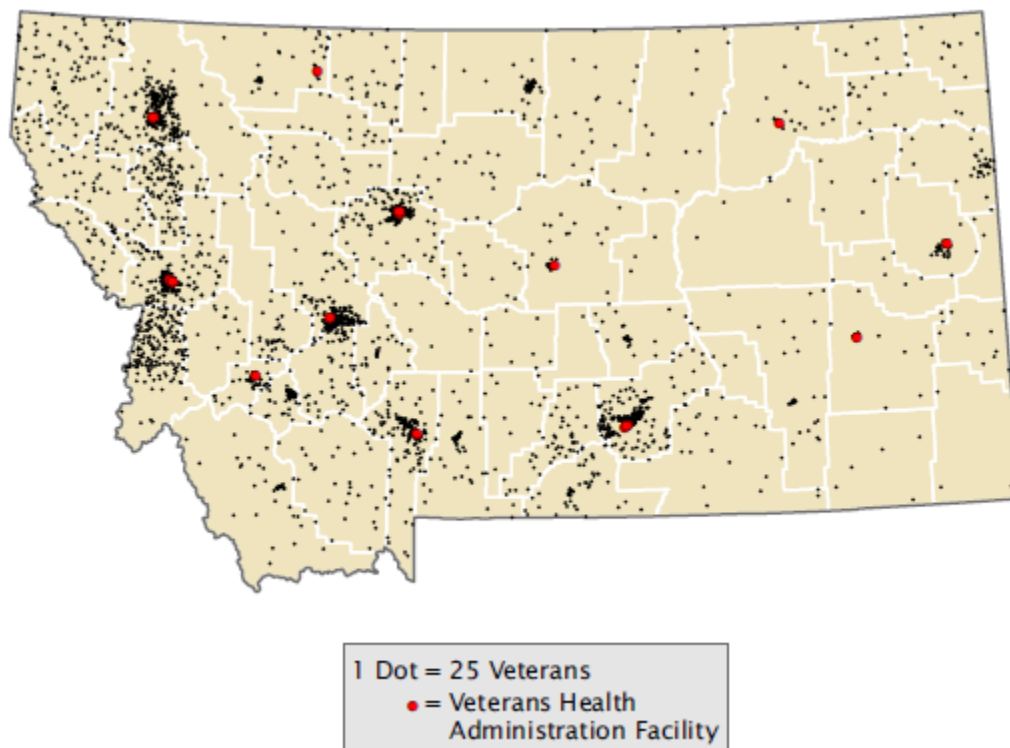 1 Dot = 25 Veterans
= Veterans Health
Administration Facility